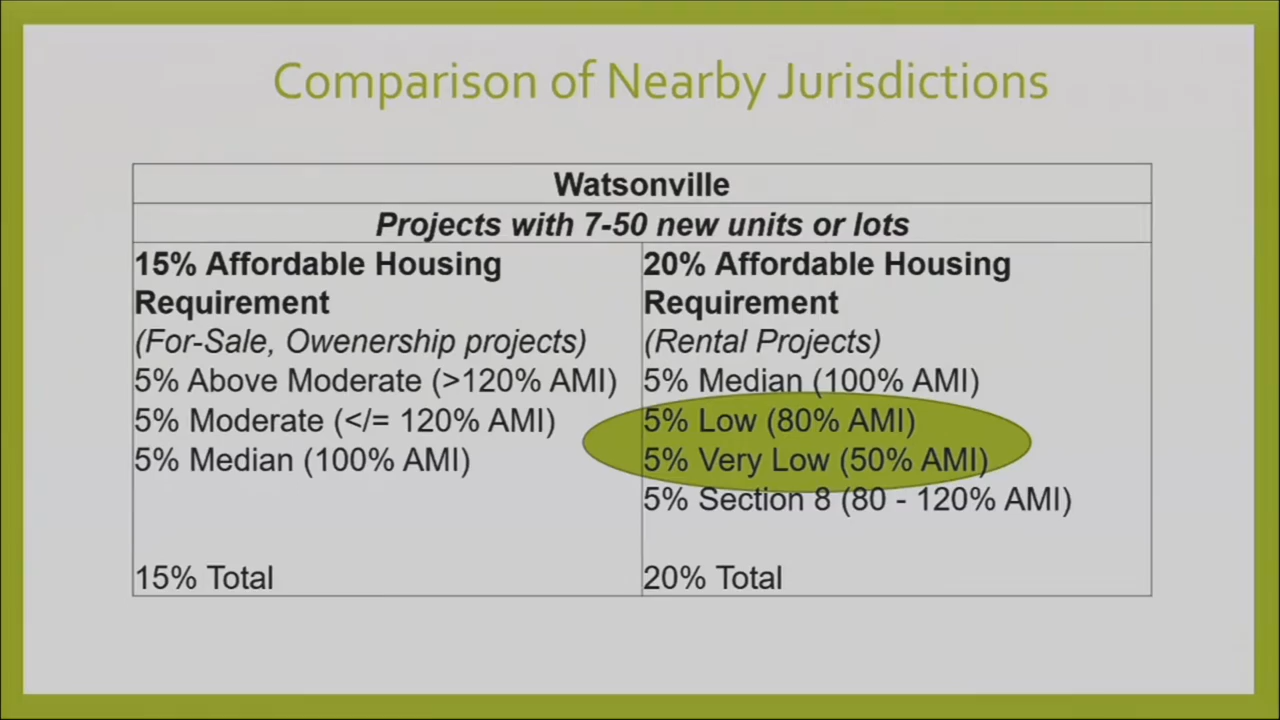 Comparison of Nearby Jurisdictions
Watsonville
Projects with 7-50 new units or lots
15% Affordable Housing
Requirement
(For-Sale, Owenership projects)
5% Above Moderate (>120% AMI)
5% Moderate (</= 120% AMI)
5% Median (100% AMI)
15% Total
20% Affordable Housing
Requirement
(Rental Projects)
5% Median (100% AMI)
5% Low (80% AMI)
5% Very Low (50% AMI)
5% Section 8 (80 - 120% AMI)
20% Total